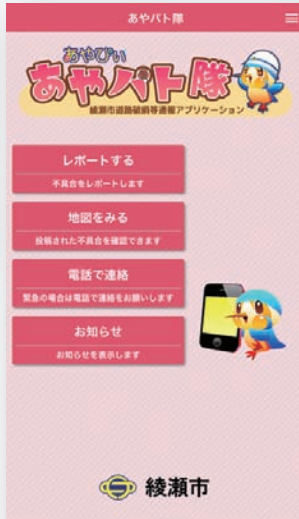 あやパト隊
あやぴぃ
あやパト隊
綾瀬市道路破損等通報アプリケーション
レポートする
不具合をレポートします
地図をみる
投稿された不具合を確認できます
電話で連絡
緊急の場合は電話で連絡をお願いします
お知らせ
お知らせを表示します
綾瀬市